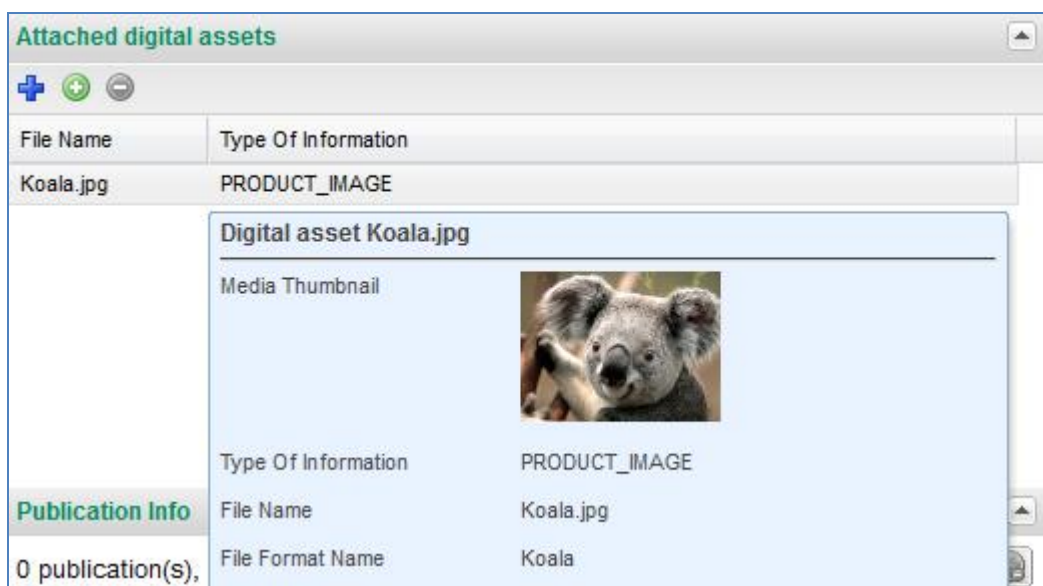 Attached digital assets
File Name Type Of Information
Koala.jpg PRODUCT_IMAGE
Digital asset Koala.jpg
Media Thumbnail
Type Of Information PRODUCT_IMAGE
Publication Info File Name Koala.jpg
0 publication(s), File Format Name Koala